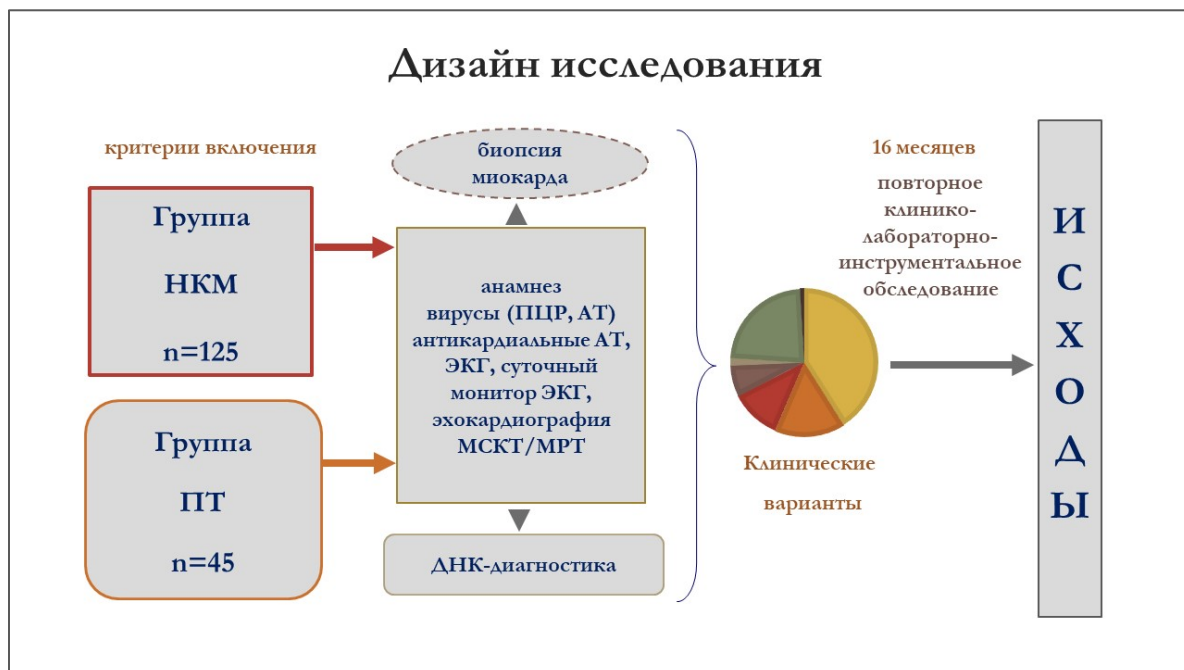 Дизайн исследования
критерии включения
Группа
НКМ
n=125
Группа
ПТ
n=45
биопсия
миокарда
анамнез
вирусы (ПЦР, АТ)
антикардиальные АТ,
ЭКГ, суточный
монитор ЭКГ,
эхокардиография
МСКТ/МРТ
ДНК-диагностика
Клинические
варианты
16 месяцев
повторное
клинико-
лабораторно-
инструментальное
обследование
И
С
Х
О
Д
Ы